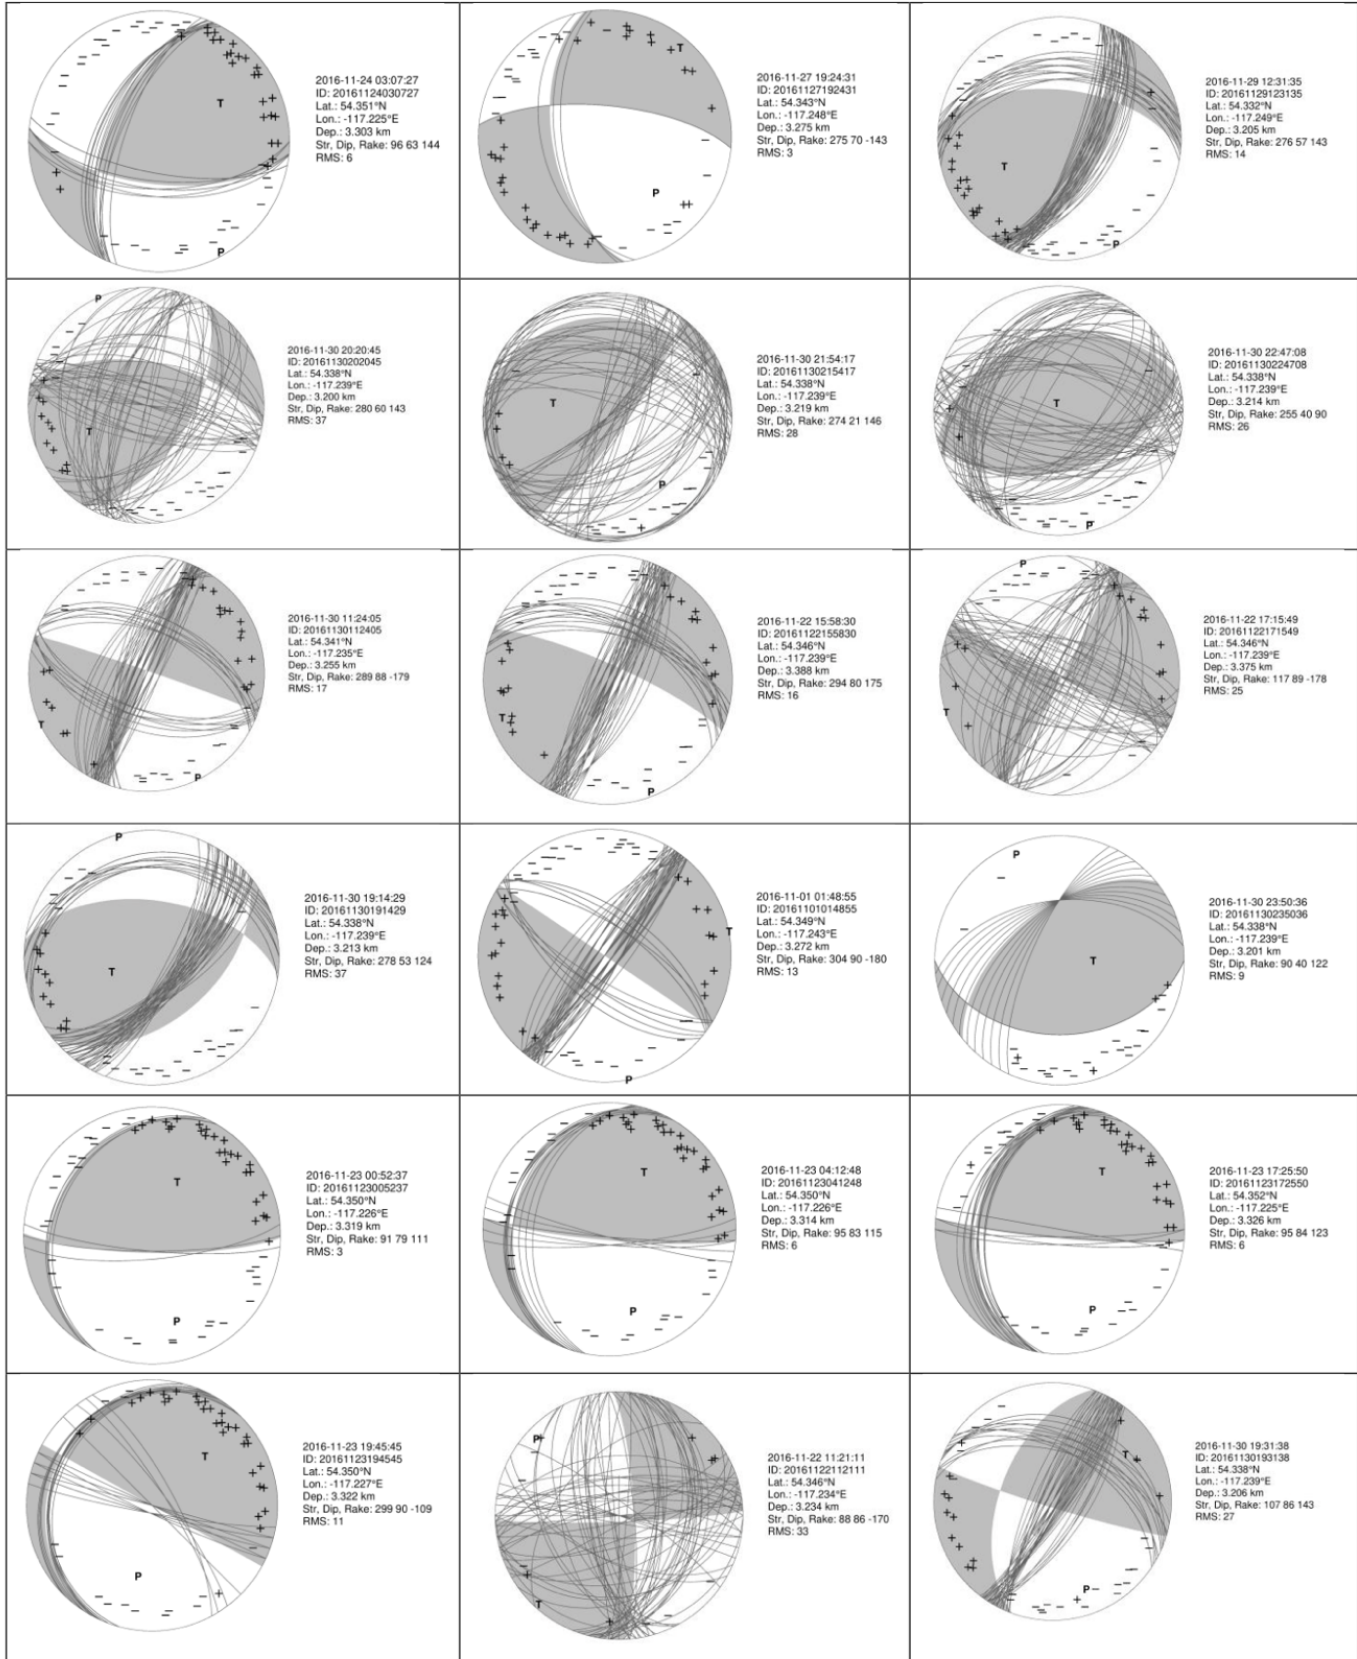 T
T
P
2016-11-24 03:07:27
ID: 20161124030727
Lat.: 54.351°N
Lon.: -117.225°E
Dep.: 3.303 km
Str, Dip, Rake: 96 63 144
RMS: 6
T
P
2016-11-27 19:24:31
ID: 20161127192431
Lat.: 54.343°N
Lon.: -117.248°E
Dep.: 3.275 km
Str, Dip, Rake: 275 70 -143
RMS: 3
T
P
2016-11-29 12:31:35
ID: 20161129123135
Lat.: 54.332°N
Lon.: -117.249°E
Dep.: 3.205 km
Str, Dip, Rake: 276 57 143
RMS: 14
P
T
2016-11-30 20:20:45
ID: 20161130202045
Lat.: 54.338°N
Lon.: -117.239°E
Dep.: 3.200 km
Str, Dip, Rake: 280 60 143
RMS: 37
T
P
2016-11-30 21:54:17
ID: 20161130215417
Lat.: 54.338°N
Lon.: -117.239°E
Dep.: 3.219 km
Str, Dip, Rake: 274 21 146
RMS: 28
T
P
2016-11-30 22:47:08
ID: 20161130224708
Lat.: 54.338°N
Lon.: -117.239°E
Dep.: 3.214 km
Str, Dip, Rake: 255 40 90
RMS: 26
T
P
2016-11-30 11:24:05
ID: 20161130112405
Lat.: 54.341°N
Lon.: -117.235°E
Dep.: 3.255 km
Str, Dip, Rake: 289 88 -179
RMS: 17
T
P
2016-11-22 15:58:30
ID: 20161122155830
Lat.: 54.346°N
Lon.: -117.239°E
Dep.: 3.388 km
Str, Dip, Rake: 294 80 175
RMS: 16
P
T
2016-11-22 17:15:49
ID: 20161122171549
Lat.: 54.346°N
Lon.: -117.239°E
Dep.: 3.375 km
Str, Dip, Rake: 117 89 -178
RMS: 25
P
T
2016-11-30 19:14:29
ID: 20161130191429
Lat.: 54.338°N
Lon.: -117.239°E
Dep.: 3.213 km
Str, Dip, Rake: 278 53 124
RMS: 37
T
P
2016-11-01 01:48:55
ID: 20161101014855
Lat.: 54.349°N
Lon.: -117.243°E
Dep.: 3.272 km
Str, Dip, Rake: 304 90 -180
RMS: 13
P
T
2016-11-30 23:50:36
ID: 20161130235036
Lat.: 54.338°N
Lon.: -117.239°E
Dep.: 3.201 km
Str, Dip, Rake: 90 40 122
RMS: 9
T
P
2016-11-23 00:52:37
ID: 20161123005237
Lat.: 54.350°N
Lon.: -117.226°E
Dep.: 3.319 km
Str, Dip, Rake: 91 79 111
RMS: 3
T
P
2016-11-23 04:12:48
ID: 20161123041248
Lat.: 54.350°N
Lon.: -117.226°E
Dep.: 3.314 km
Str, Dip, Rake: 95 83 115
RMS: 6
T
P
2016-11-23 17:25:50
ID: 20161123172550
Lat.: 54.352°N
Lon.: -117.225°E
Dep.: 3.326 km
Str, Dip, Rake: 95 84 123
RMS: 6
T
P
2016-11-23 19:45:45
ID: 20161123194545
Lat.: 54.350°N
Lon.: -117.227°E
Dep.: 3.322 km
Str, Dip, Rake: 299 90 -109
RMS: 11
P
T
2016-11-22 11:21:11
ID: 20161122112111
Lat.: 54.346°N
Lon.: -117.234°E
Dep.: 3.234 km
Str, Dip, Rake: 88 86 -170
RMS: 33
T
P
2016-11-30 19:31:38
ID: 20161130193138
Lat.: 54.338°N
Lon.: -117.239°E
Dep.: 3.206 km
Str, Dip, Rake: 107 86 143
RMS: 27